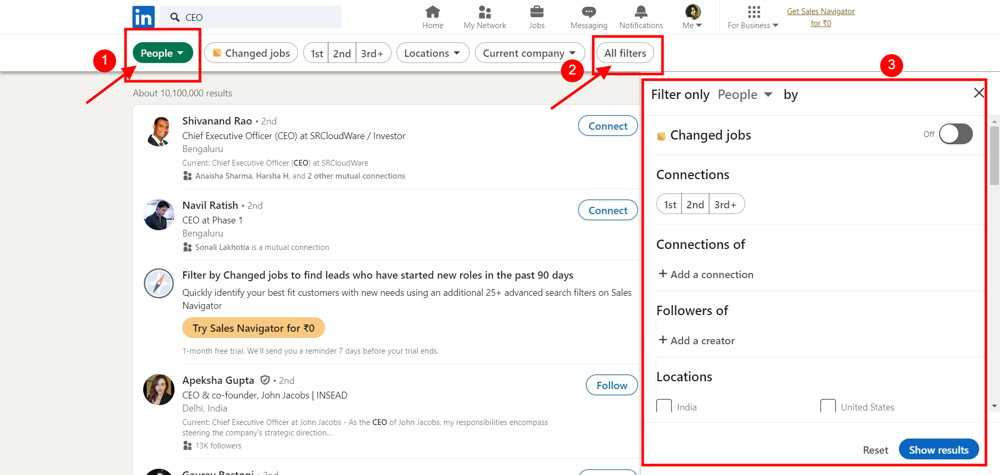 in
CEO
Home
My Network
Jobs
Messaging
Notifications
Me
For Business
Get Sales Navigator
for ₹0
1
People
Changed jobs
1st 2nd 3rd+
Locations
Current company
All filters
2
3
About 10,100,000 results
Shivanand Rao • 2nd
Chief Executive Officer (CEO) at SRCloudWare / Investor
Bengaluru
Current: Chief Executive Officer (CEO) at SRCloudWare
Anaisha Sharma, Harsha H, and 2 other mutual connections
Connect
Navil Ratish • 2nd
CEO at Phase 1
Bengaluru
Sonali Lakhotia is a mutual connection
Connect
Filter by Changed jobs to find leads who have started new roles in the past 90 days
Quickly identify your best fit customers with new needs using an additional 25+ advanced search filters on Sales
Navigator
Try Sales Navigator for ₹0
1-month free trial. We'll send you a reminder 7 days before your trial ends.
Apeksha Gupta • 2nd
CEO & co-founder, John Jacobs | INSEAD
Delhi, India
Current: Chief Executive Officer at John Jacobs - As the CEO of John Jacobs, my responsibilities encompass
steering the company's strategic direction...
13K followers
Follow
Gaurav Rastogi • 2nd
Filter only People by
Changed jobs
Off
Connections
1st 2nd 3rd+
Connections of
+ Add a connection
Followers of
+ Add a creator
Locations
India
United States
Reset
Show results